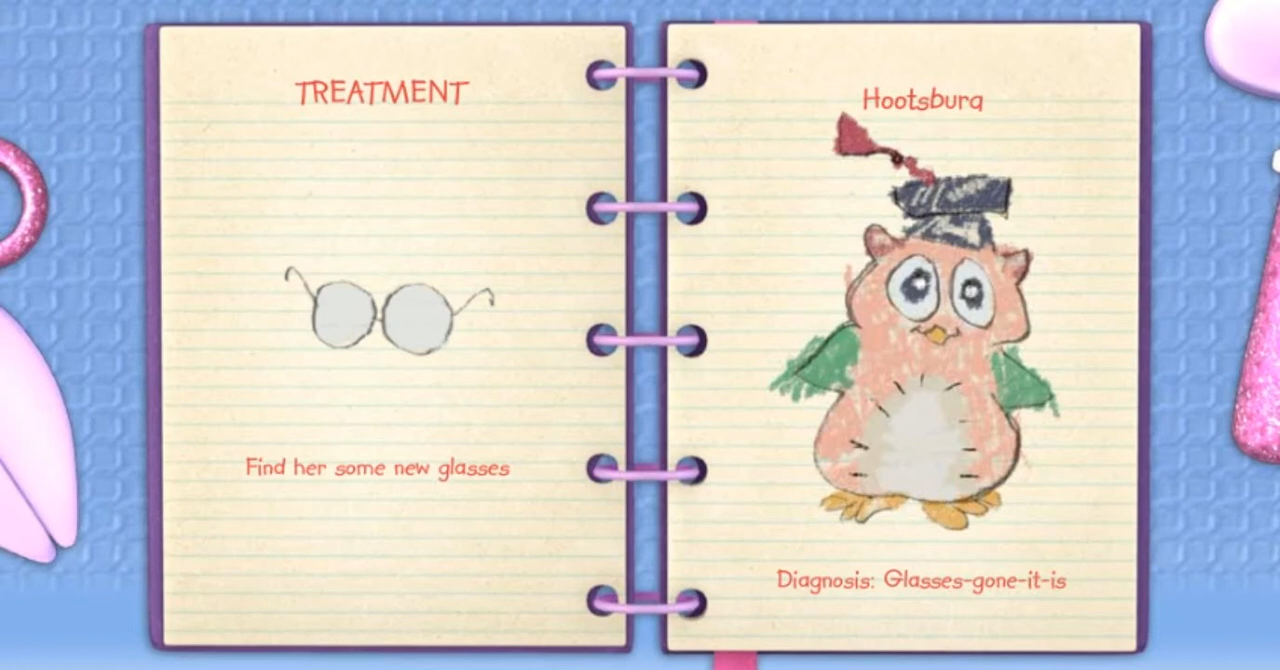 TREATMENT
Find her some new glasses
Hootsburg
Diagnosis: Glasses-gone-it-is